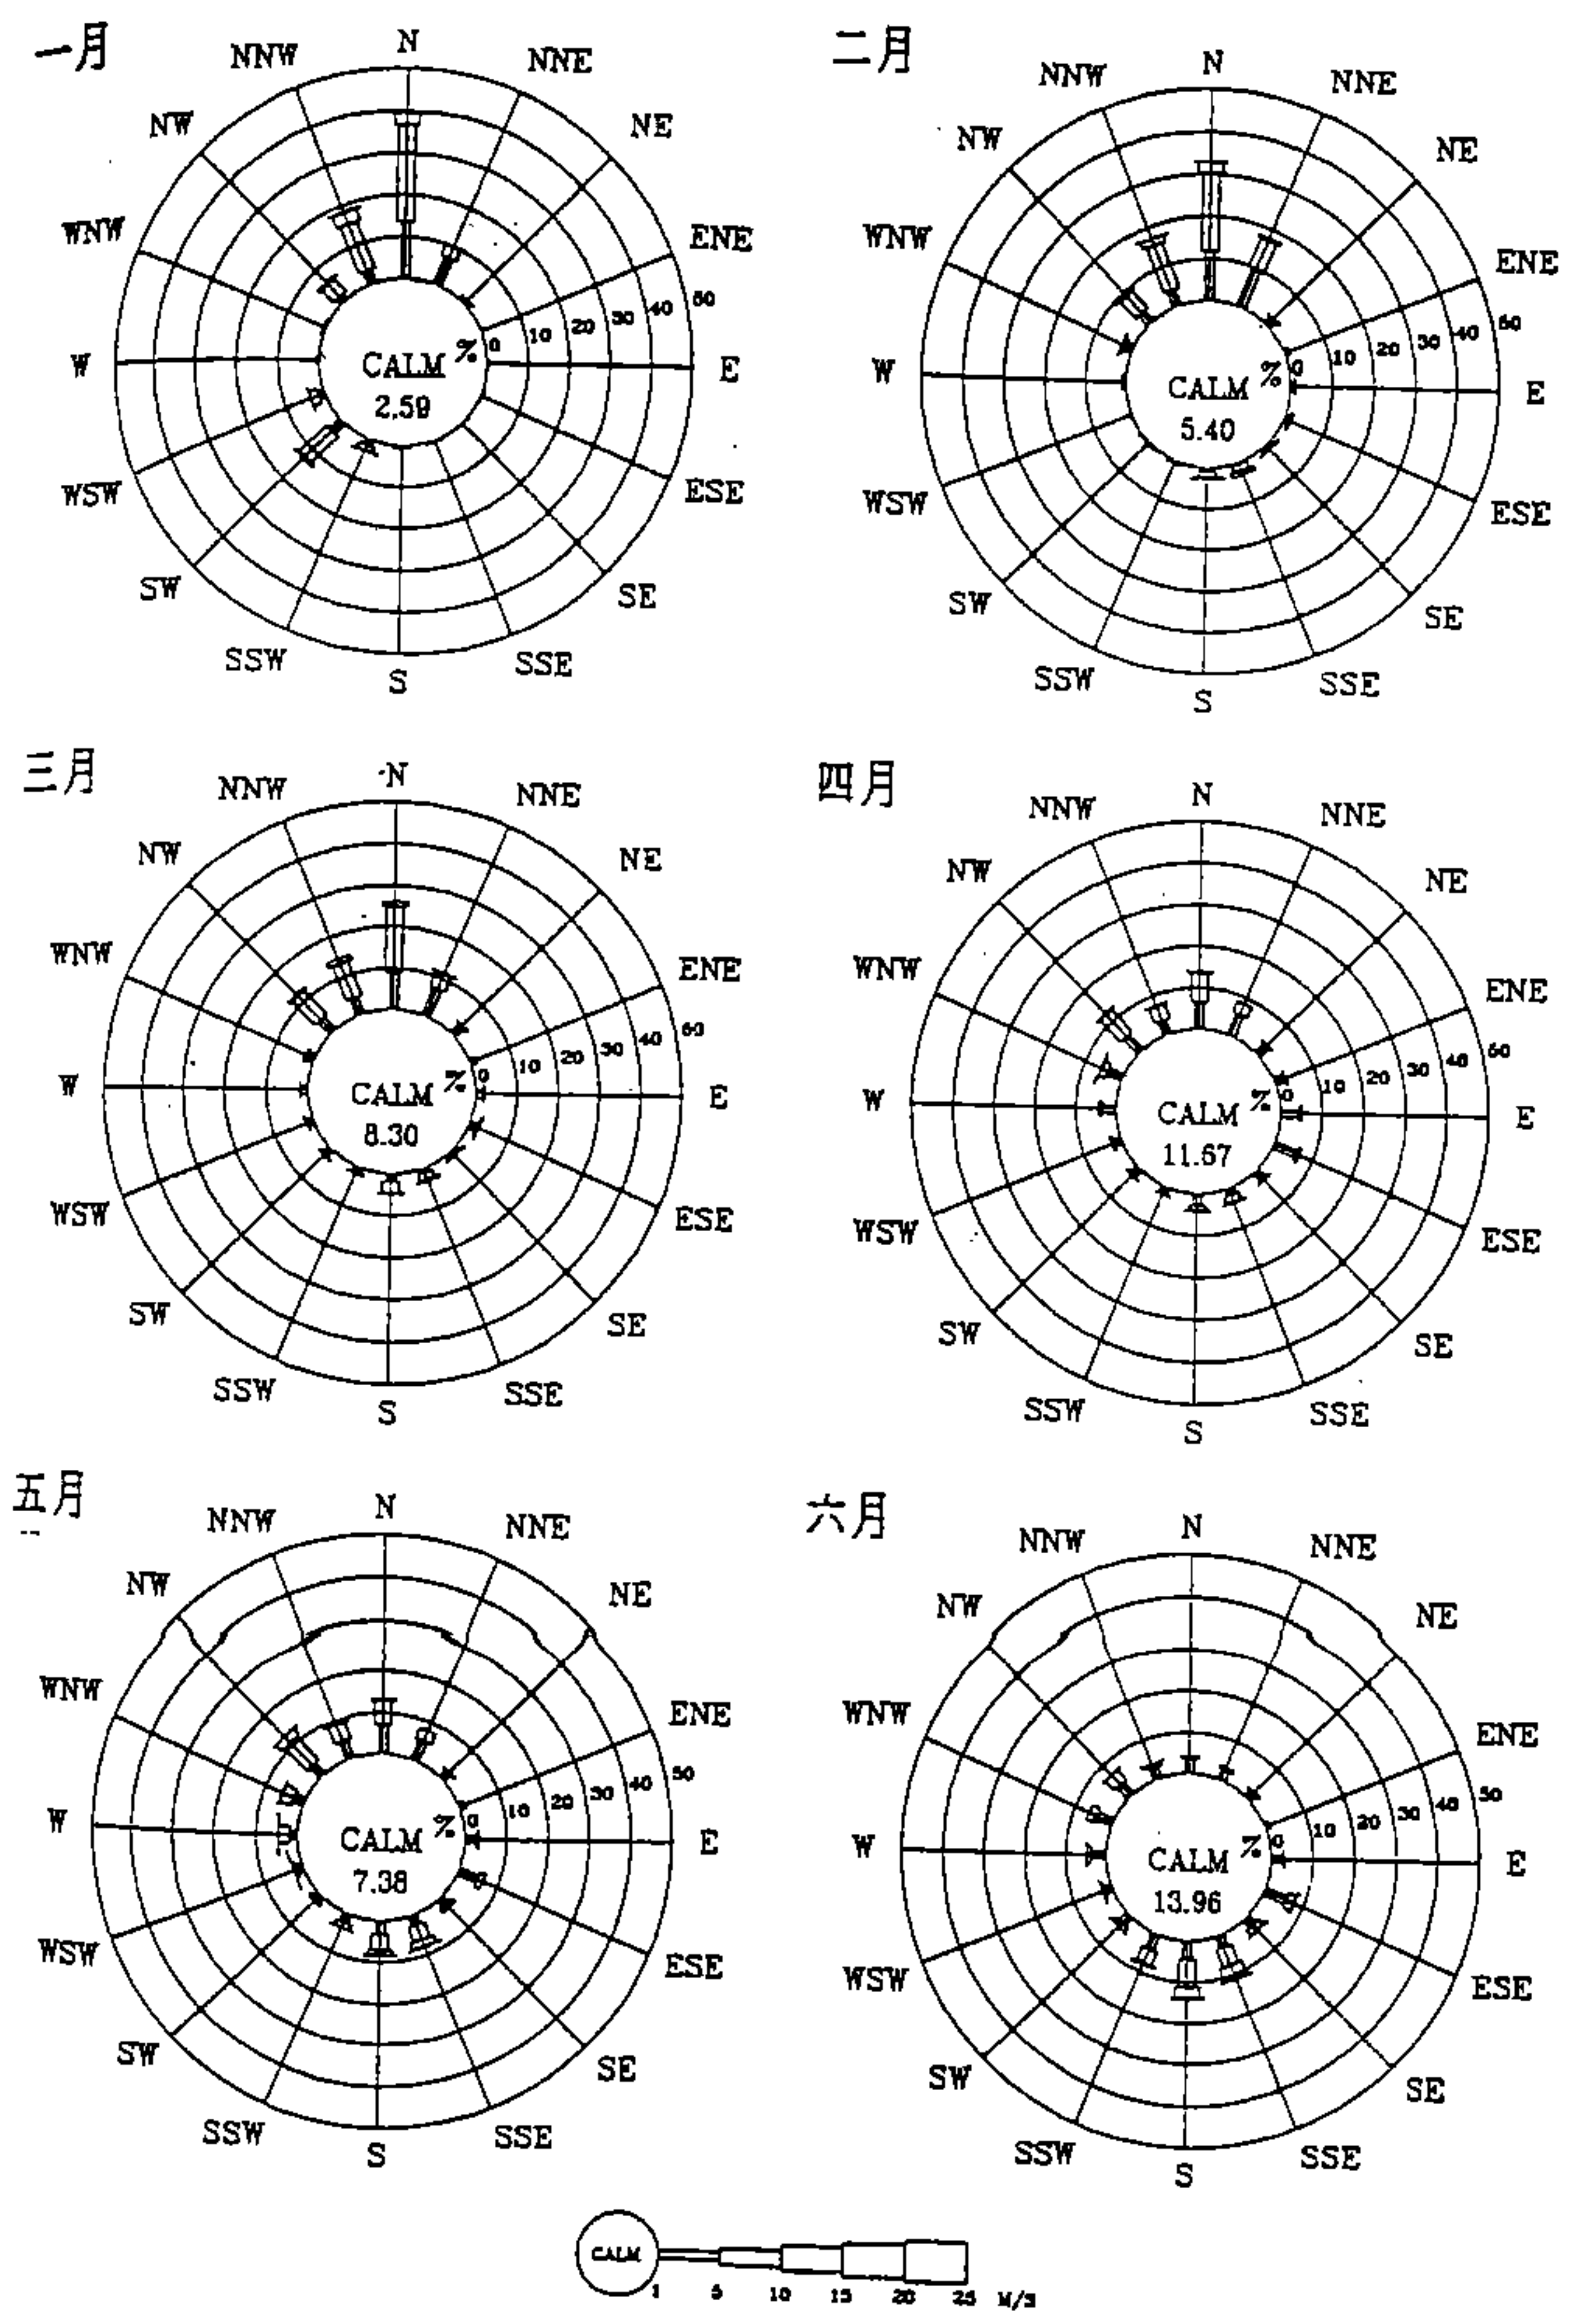 一月
N
NNW
NNE
NW
NE
WNW
ENE
W
CALM
2.59
%
0
10
20
30
40
50
E
WSW
ESE
SW
SE
SSW
SSE
S
二月
N
NNW
NNE
NW
NE
WNW
ENE
W
CALM
5.40
%
0
10
20
30
40
50
E
WSW
ESE
SW
SE
SSW
SSE
S
三月
N
NNW
NNE
NW
NE
WNW
ENE
W
CALM
8.30
%
0
10
20
30
40
50
E
WSW
ESE
SW
SE
SSW
SSE
S
四月
N
NNW
NNE
NW
NE
WNW
ENE
W
CALM
11.67
%
0
10
20
30
40
50
E
WSW
ESE
SW
SE
SSW
SSE
S
五月
N
NNW
NNE
NW
NE
WNW
ENE
W
CALM
7.38
%
0
10
20
30
40
50
E
WSW
ESE
SW
SE
SSW
SSE
S
六月
N
NNW
NNE
NW
NE
WNW
ENE
W
CALM
13.96
%
0
10
20
30
40
50
E
WSW
ESE
SW
SE
SSW
SSE
S
CALM
1 5 10 15 20 25 M/S